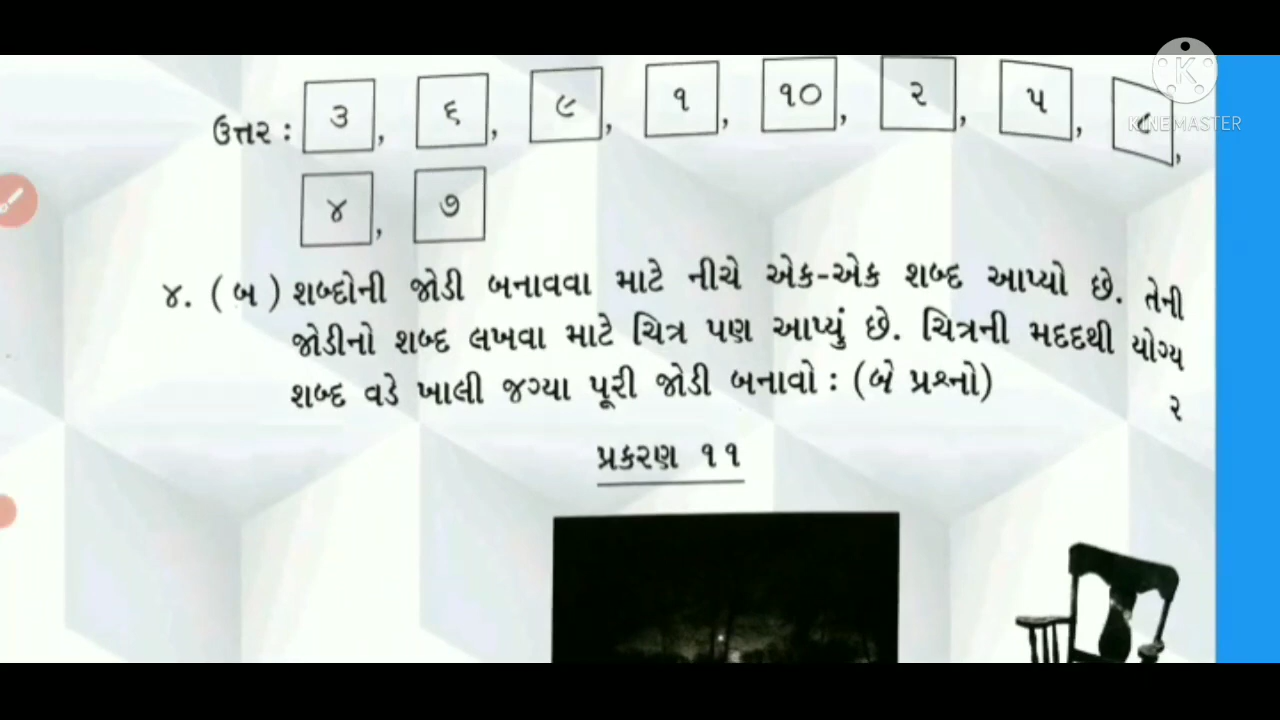 ઉત્તર : ૩, ૬, ૯, ૧, ૧૦, ૨, ૫,
૪, ૭
૪. ( બ ) શબ્દોની જોડી બનાવવા માટે નીચે એક-એક શબ્દ આપ્યો છે. તેની
જોડીનો શબ્દ લખવા માટે ચિત્ર પણ આપ્યું છે. ચિત્રની મદદથી યોગ્ય
શબ્દ વડે ખાલી જગ્યા પૂરી જોડી બનાવો : (બે પ્રશ્નો)
૨
પ્રકરણ ૧૧
K
KINEMASTER